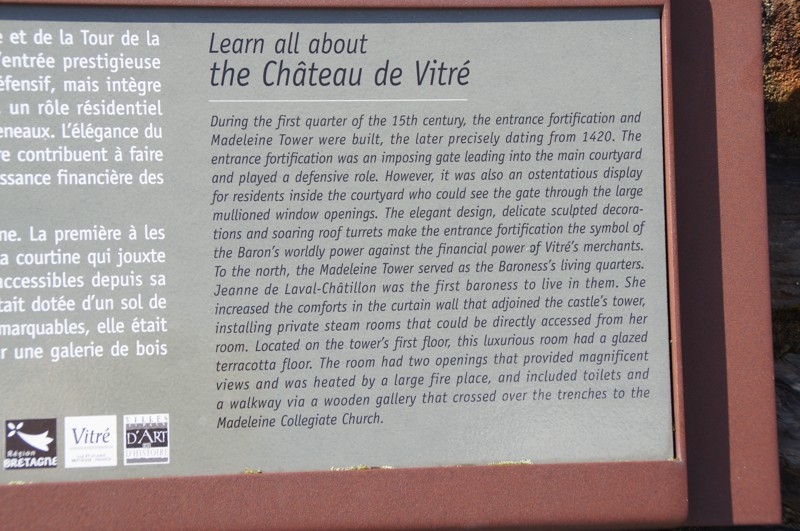 e et de la Tour de la
'entrée prestigieuse
éfensif, mais intègre
un rôle résidentiel
eneaux. L'élégance du
re contribuent à faire
issance financière des
ne. La première à les
a courtine qui jouxte
accessibles depuis sa
tait dotée d'un sol de
marquables, elle était
r une galerie de bois
Learn all about
the Château de Vitré
During the first quarter of the 15th century, the entrance fortification and
Madeleine Tower were built, the later precisely dating from 1420. The
entrance fortification was an imposing gate leading into the main courtyard
and played a defensive role. However, it was also an ostentatious display
for residents inside the courtyard who could see the gate through the large
mullioned window openings. The elegant design, delicate sculpted decora-
tions and soaring roof turrets make the entrance fortification the symbol of
the Baron's worldly power against the financial power of Vitré's merchants.
To the north, the Madeleine Tower served as the Baroness's living quarters.
Jeanne de Laval-Châtillon was the first baroness to live in them. She
increased the comforts in the curtain wall that adjoined the castle's tower,
installing private steam rooms that could be directly accessed from her
room. Located on the tower's first floor, this luxurious room had a glazed
terracotta floor. The room had two openings that provided magnificent
views and was heated by a large fire place, and included toilets and
a walkway via a wooden gallery that crossed over the trenches to the
Madeleine Collegiate Church.
Région
BRETAGNE
Vitré
VILLES
D'ART
D'HISTOIRE